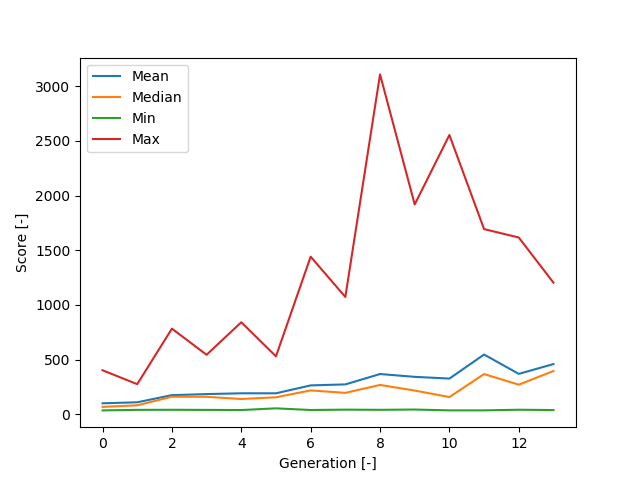 Mean
Median
Min
Max
3000
2500
2000
1500
1000
500
0
Score [-]
0 2 4 6 8 10 12
Generation [-]